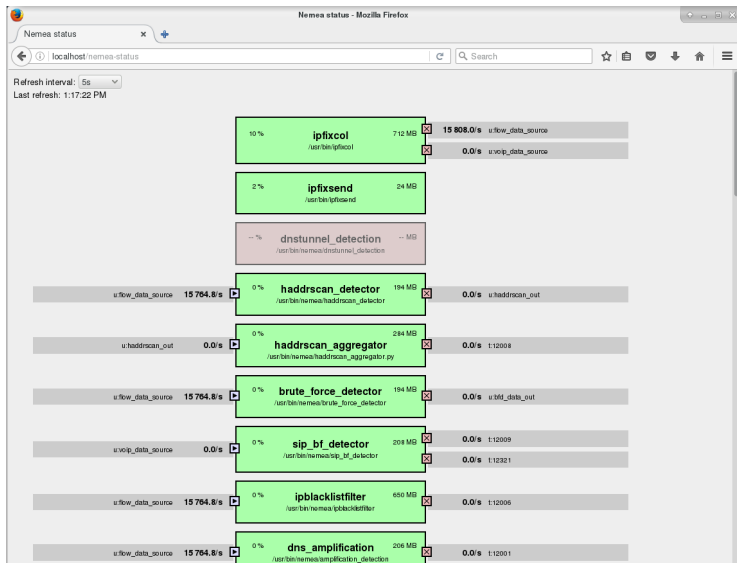 Nemea status - Mozilla Firefox
Nemea status
localhost/nemea-status
Search
Refresh interval: 5s
Last refresh: 1:17:22 PM
10 % ipfixcol 712 MB
/usr/bin/ipfixcol
15 808.0/s u:flow_data_source
0.0/s u:voip_data_source
2 % ipfixsend 24 MB
/usr/bin/ipfixsend
-- % dnstunnel_detection -- MB
/usr/bin/nemea/dnstunnel_detection
u:flow_data_source 15 764.8/s 0 % haddrscan_detector 194 MB 0.0/s u:haddrscan_out
/usr/bin/nemea/haddrscan_detector
u:haddrscan_out 0.0/s 0 % haddrscan_aggregator 284 MB 0.0/s t:12008
/usr/bin/nemea/haddrscan_aggregator.py
u:flow_data_source 15 764.8/s 0 % brute_force_detector 194 MB 0.0/s u:bfd_data_out
/usr/bin/nemea/brute_force_detector
u:voip_data_source 0.0/s 0 % sip_bf_detector 208 MB 0.0/s t:12009
/usr/bin/nemea/sip_bf_detector
0.0/s t:12321
u:flow_data_source 15 764.8/s 0 % ipblacklistfilter 650 MB 0.0/s t:12006
/usr/bin/nemea/ipblacklistfilter
u:flow_data_source 15 764.8/s 0 % dns_amplification 206 MB 0.0/s t:12001
/usr/bin/nemea/amplification_detection